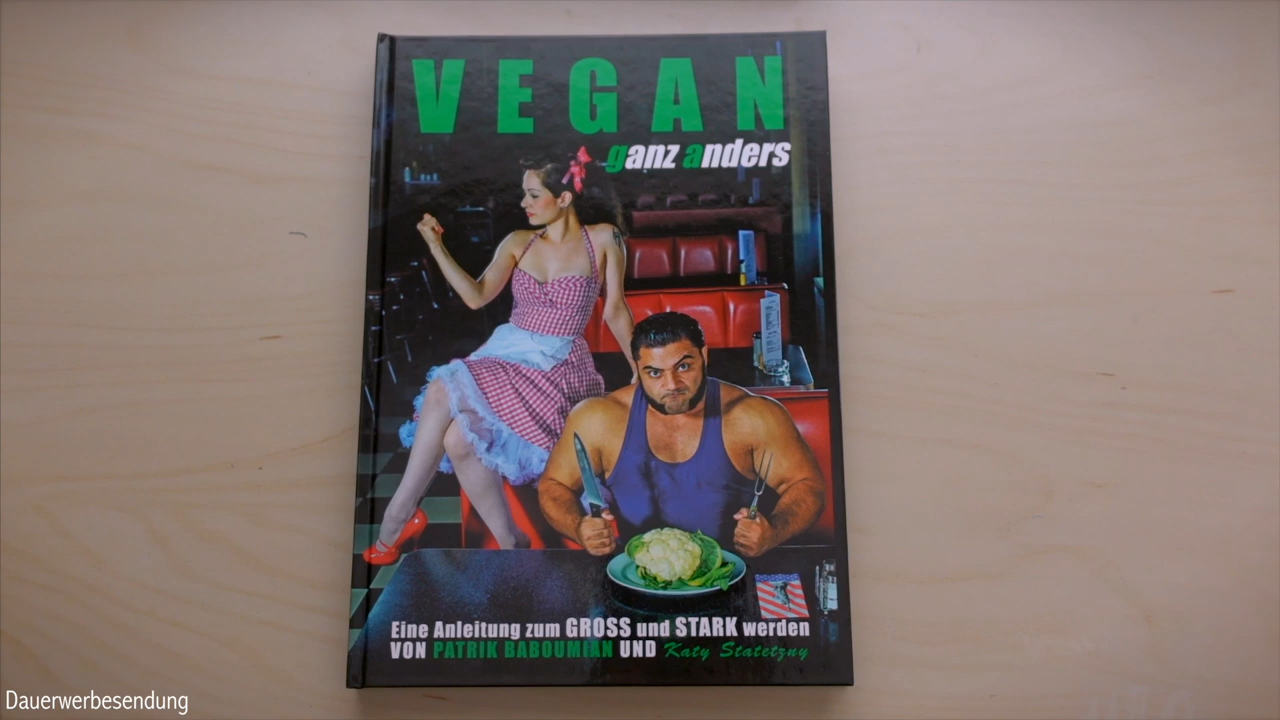 VEGAN
ganz anders
Eine Anleitung zum GROSS und STARK werden
VON PATRIK BABOUMIAN UND Katy Statetzny
Dauerwerbesendung